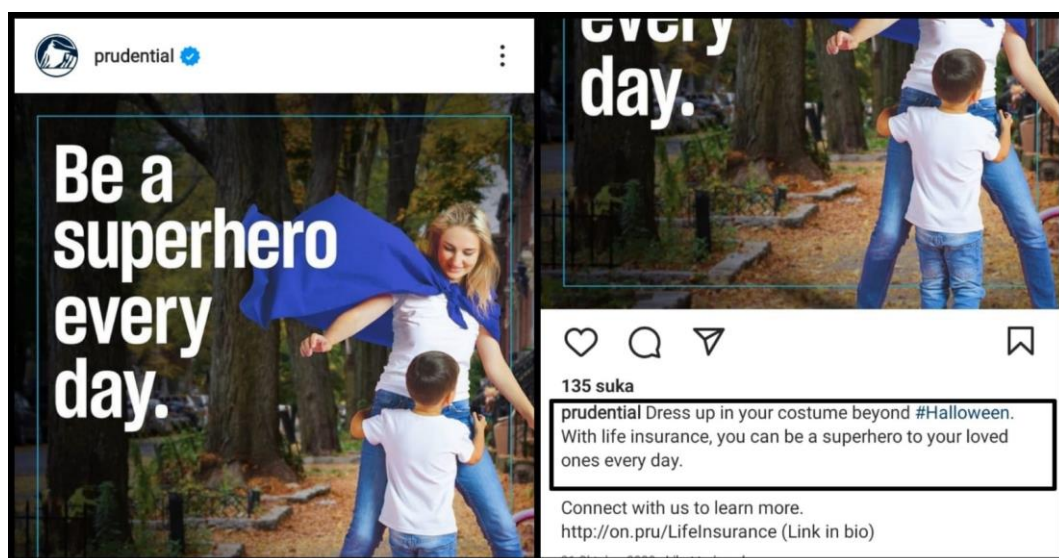 prudential
Be a
superhero
every
day.
every
day.
135 suka
prudential Dress up in your costume beyond #Halloween.
With life insurance, you can be a superhero to your loved
ones every day.
Connect with us to learn more.
http://on.pru/LifeInsurance (Link in bio)